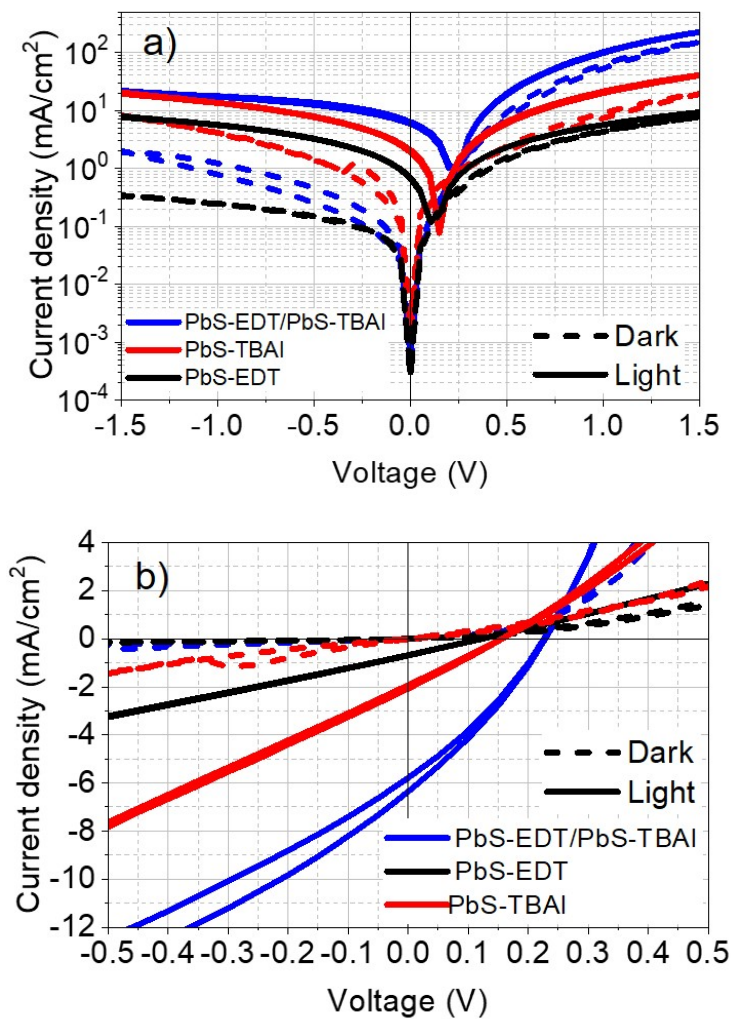 a)
Current density (mA/cm²)
10²
10¹
10⁰
10⁻¹
10⁻²
10⁻³
10⁻⁴
PbS-EDT/PbS-TBAI
PbS-TBAI
PbS-EDT
Dark
Light
-1.5 -1.0 -0.5 0.0 0.5 1.0 1.5
Voltage (V)
b)
Current density (mA/cm²)
4
2
0
-2
-4
-6
-8
-10
-12
Dark
Light
PbS-EDT/PbS-TBAI
PbS-EDT
PbS-TBAI
-0.5 -0.4 -0.3 -0.2 -0.1 0.0 0.1 0.2 0.3 0.4 0.5
Voltage (V)